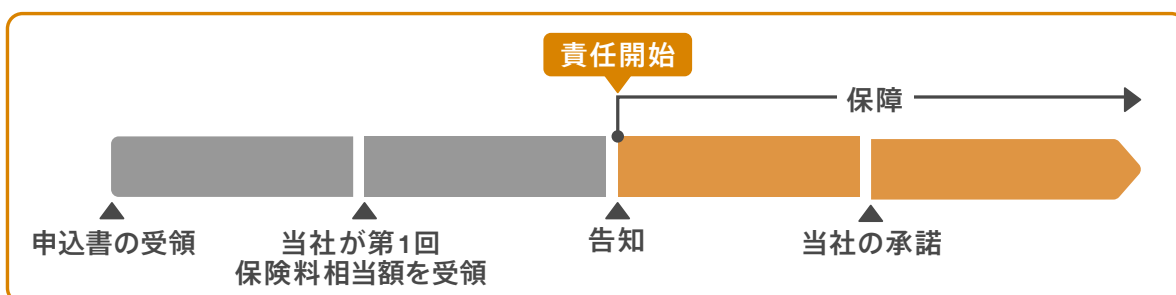 責任開始
保障
申込書の受領
当社が第1回
保険料相当額を受領
告知
当社の承諾